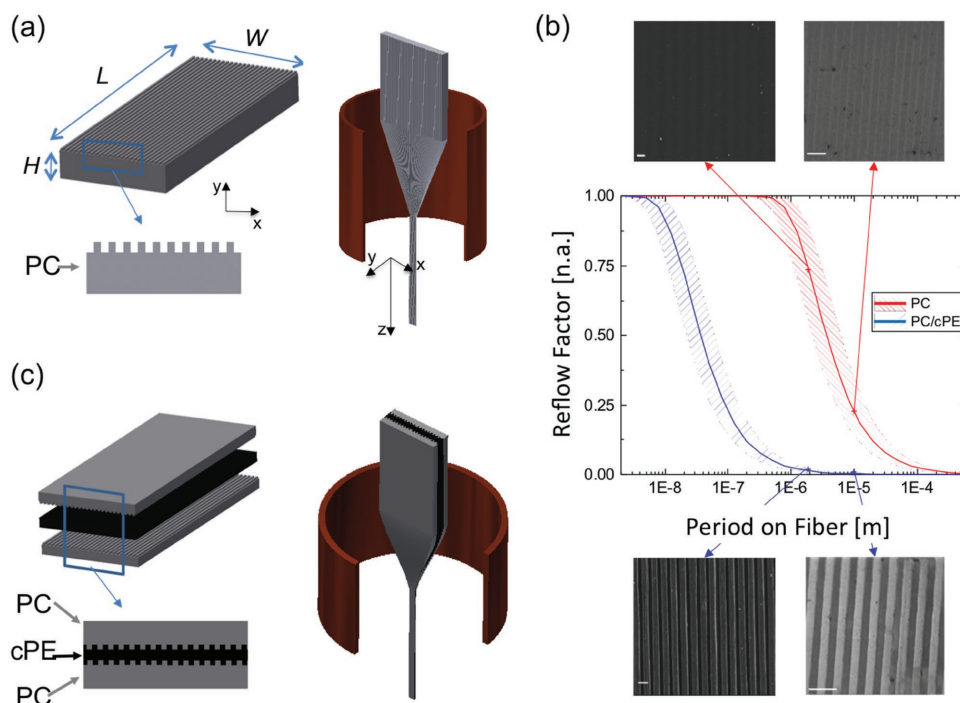 (a)
L
W
H
y
x
PC
y
x
z
(b)
1.00
0.75
0.50
0.25
0.00
Reflow Factor [n.a.]
PC
PC/cPE
1E-8
1E-7
1E-6
1E-5
1E-4
Period on Fiber [m]
(c)
PC
cPE
PC